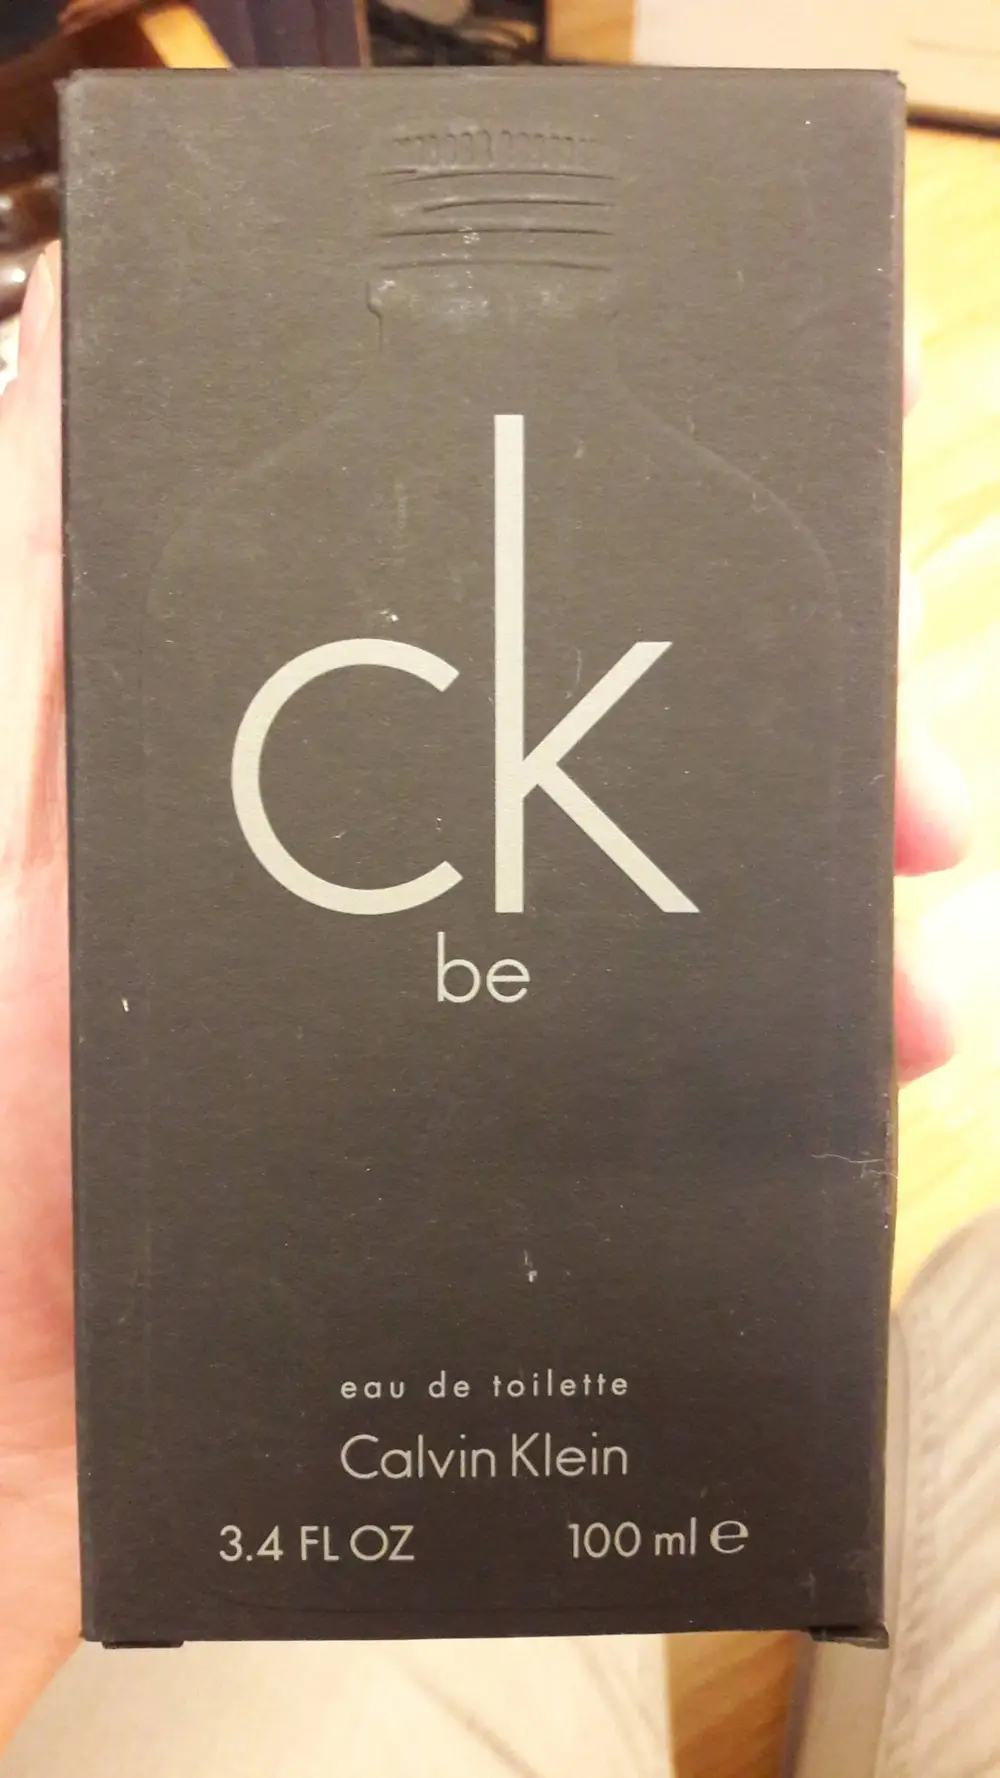 ck
be
eau de toilette
Calvin Klein
3.4 FL OZ 100 ml e